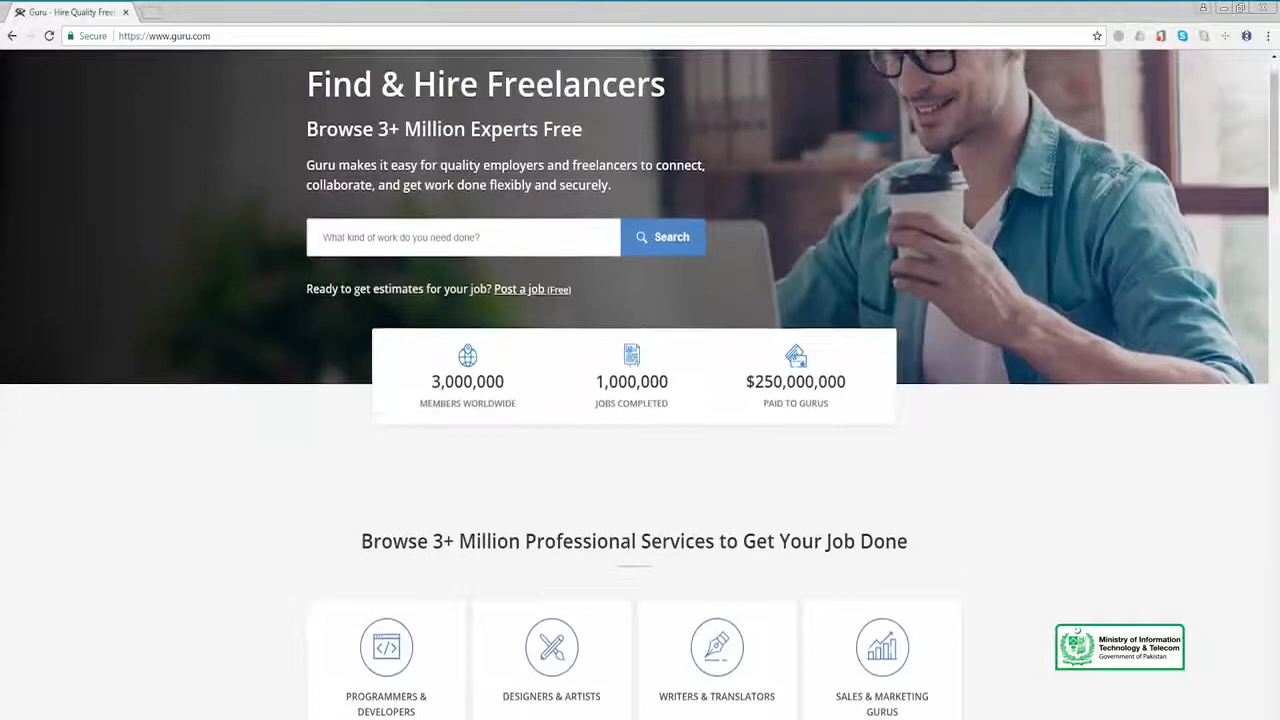 Guru - Hire Quality Free
Secure
https://www.guru.com
Find & Hire Freelancers
Browse 3+ Million Experts Free
Guru makes it easy for quality employers and freelancers to connect,
collaborate, and get work done flexibly and securely.
What kind of work do you need done?
Search
Ready to get estimates for your job? Post a job (Free)
3,000,000
MEMBERS WORLDWIDE
1,000,000
JOBS COMPLETED
$250,000,000
PAID TO GURUS
Browse 3+ Million Professional Services to Get Your Job Done
PROGRAMMERS &
DEVELOPERS
DESIGNERS & ARTISTS
WRITERS & TRANSLATORS
SALES & MARKETING
GURUS
Ministry of Information
Technology & Telecom
Government of Pakistan